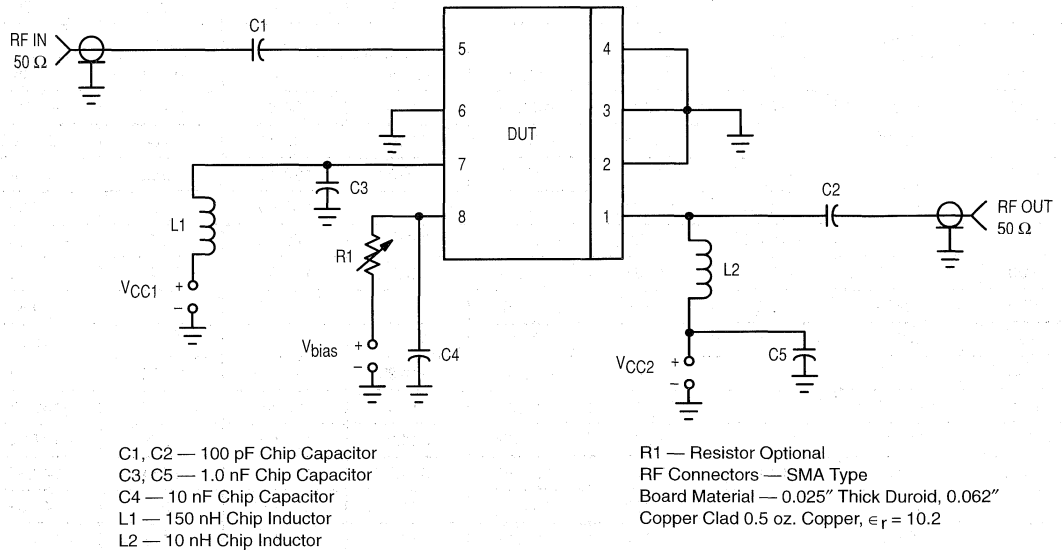 C1
RF IN
50 Ω
5
6
7
8
DUT
4
3
2
1
C3
L1
R1
VCC1
+
–
Vbias
+
–
C4
C2
RF OUT
50 Ω
L2
VCC2
+
–
C5
C1, C2 — 100 pF Chip Capacitor
C3, C5 — 1.0 nF Chip Capacitor
C4 — 10 nF Chip Capacitor
L1 — 150 nH Chip Inductor
L2 — 10 nH Chip Inductor
R1 — Resistor Optional
RF Connectors — SMA Type
Board Material — 0.025″ Thick Duroid, 0.062″
Copper Clad 0.5 oz. Copper, ∈r = 10.2